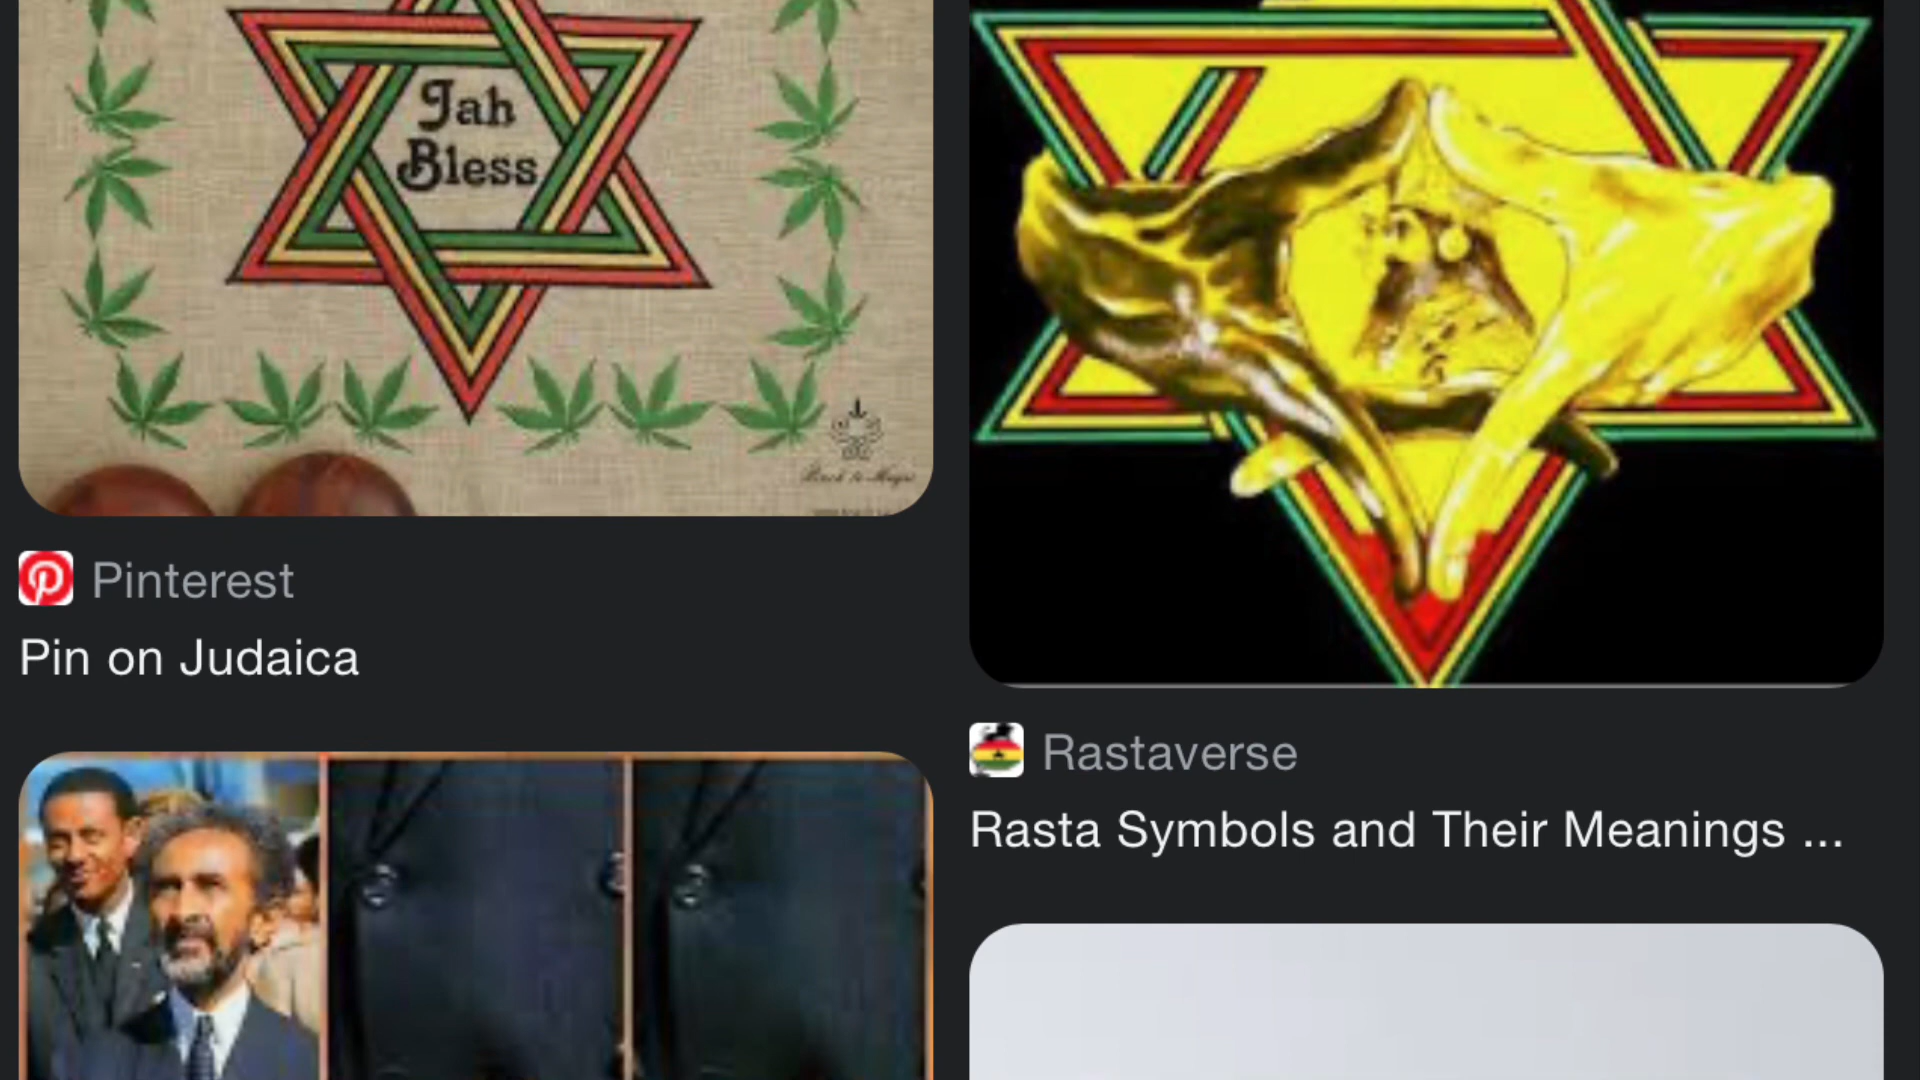 Jah
Bless
Pinterest
Pin on Judaica
Rastaverse
Rasta Symbols and Their Meanings ...